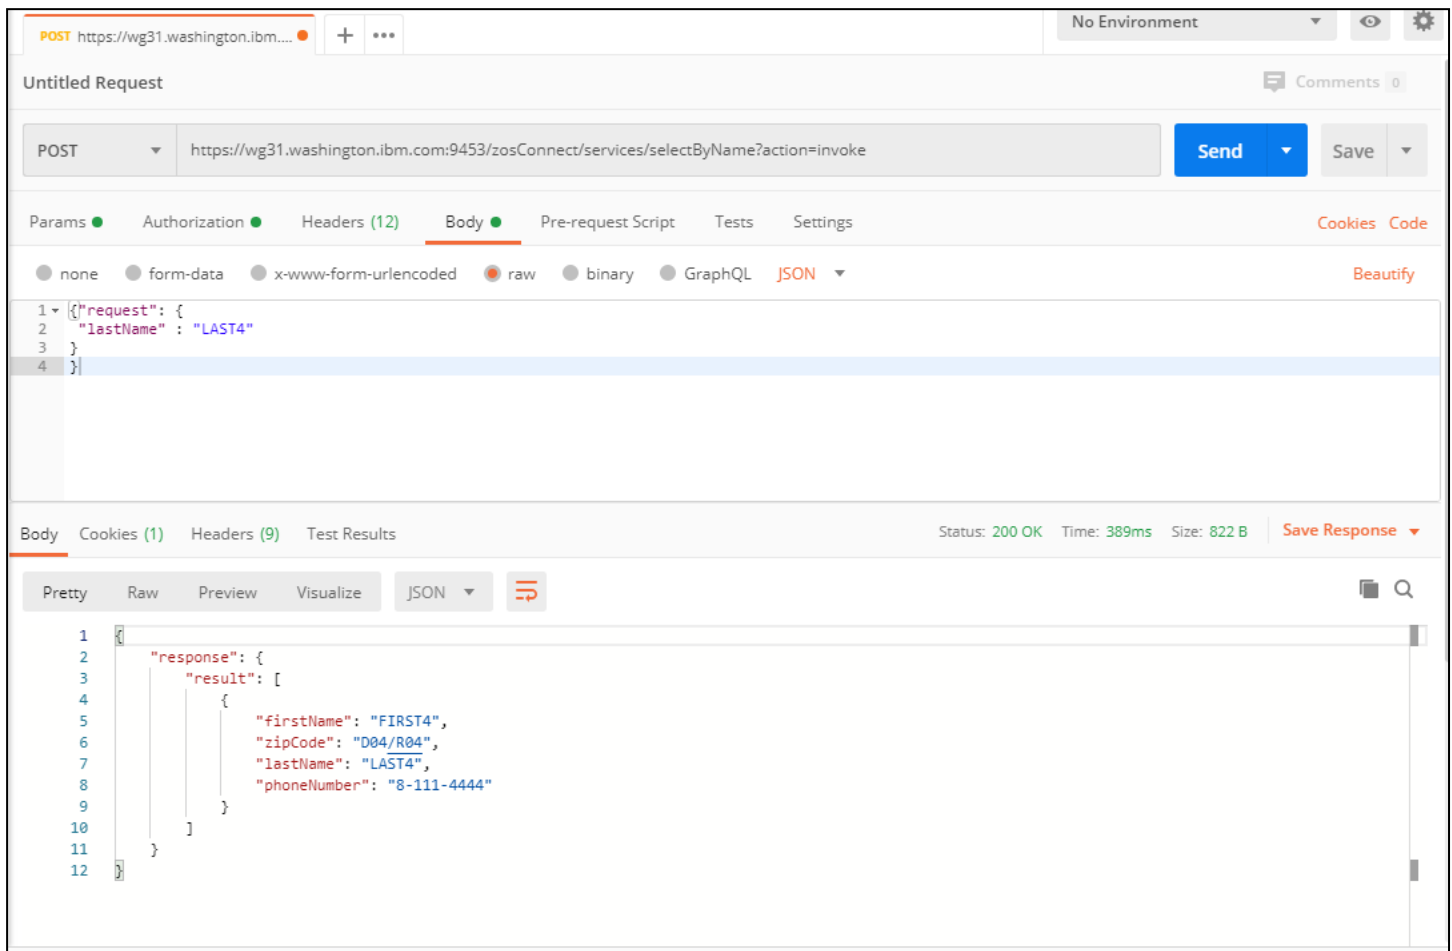 POST https://wg31.washington.ibm.... + ••• No Environment
Untitled Request Comments 0
POST https://wg31.washington.ibm.com:9453/zosConnect/services/selectByName?action=invoke Send Save
Params Authorization Headers (12) Body Pre-request Script Tests Settings Cookies Code
none form-data x-www-form-urlencoded raw binary GraphQL JSON Beautify
1 {"request": {
2 "lastName" : "LAST4"
3 }
4 }
Body Cookies (1) Headers (9) Test Results Status: 200 OK Time: 389ms Size: 822 B Save Response
Pretty Raw Preview Visualize JSON
1 {
2 "response": {
3 "result": [
4 {
5 "firstName": "FIRST4",
6 "zipCode": "D04/R04",
7 "lastName": "LAST4",
8 "phoneNumber": "8-111-4444"
9 }
10 ]
11 }
12 }